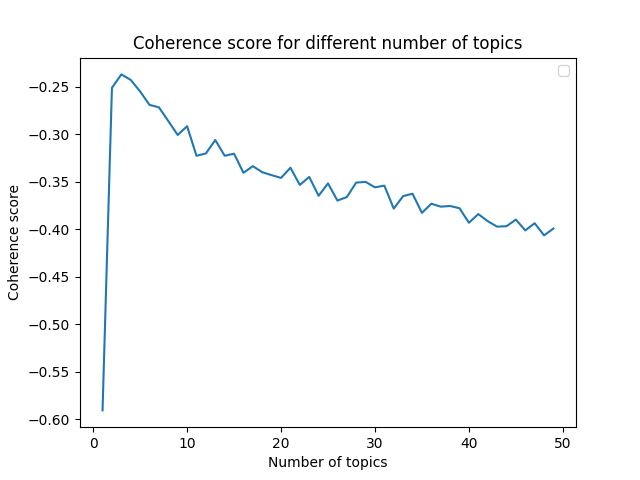 Coherence score for different number of topics
−0.25
−0.30
−0.35
−0.40
−0.45
−0.50
−0.55
−0.60
Coherence score
0 10 20 30 40 50
Number of topics